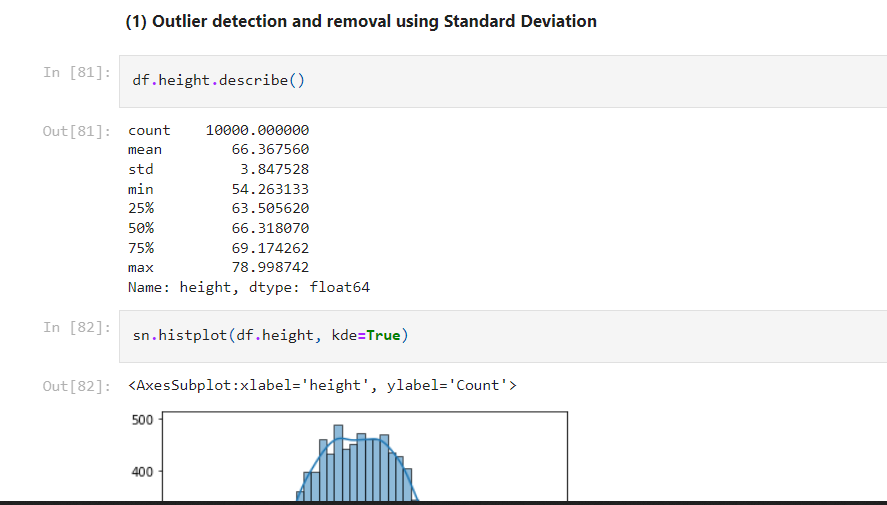 (1) Outlier detection and removal using Standard Deviation
In [81]: df.height.describe()
Out[81]: count 10000.000000
mean 66.367560
std 3.847528
min 54.263133
25% 63.505620
50% 66.318070
75% 69.174262
max 78.998742
Name: height, dtype: float64
In [82]: sn.histplot(df.height, kde=True)
Out[82]: <AxesSubplot:xlabel='height', ylabel='Count'>
500
400